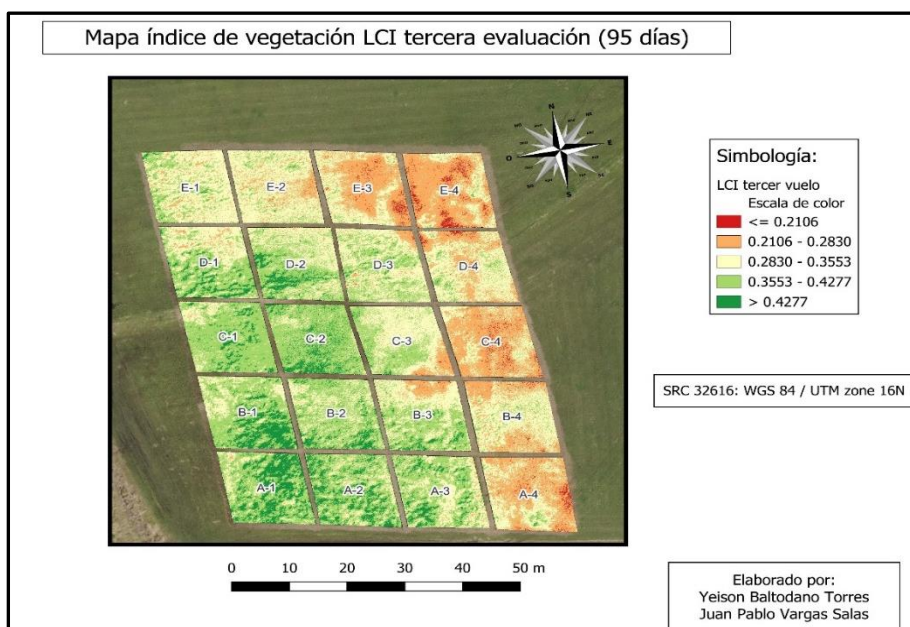 Mapa índice de vegetación LCI tercera evaluación (95 días)
N
E
S
O
E-1 E-2 E-3 E-4
D-1 D-2 D-3 D-4
C-1 C-2 C-3 C-4
B-1 B-2 B-3 B-4
A-1 A-2 A-3 A-4
Simbología:
LCI tercer vuelo
Escala de color
<= 0.2106
0.2106 - 0.2830
0.2830 - 0.3553
0.3553 - 0.4277
> 0.4277
SRC 32616: WGS 84 / UTM zone 16N
0 10 20 30 40 50 m
Elaborado por:
Yeison Baltodano Torres
Juan Pablo Vargas Salas